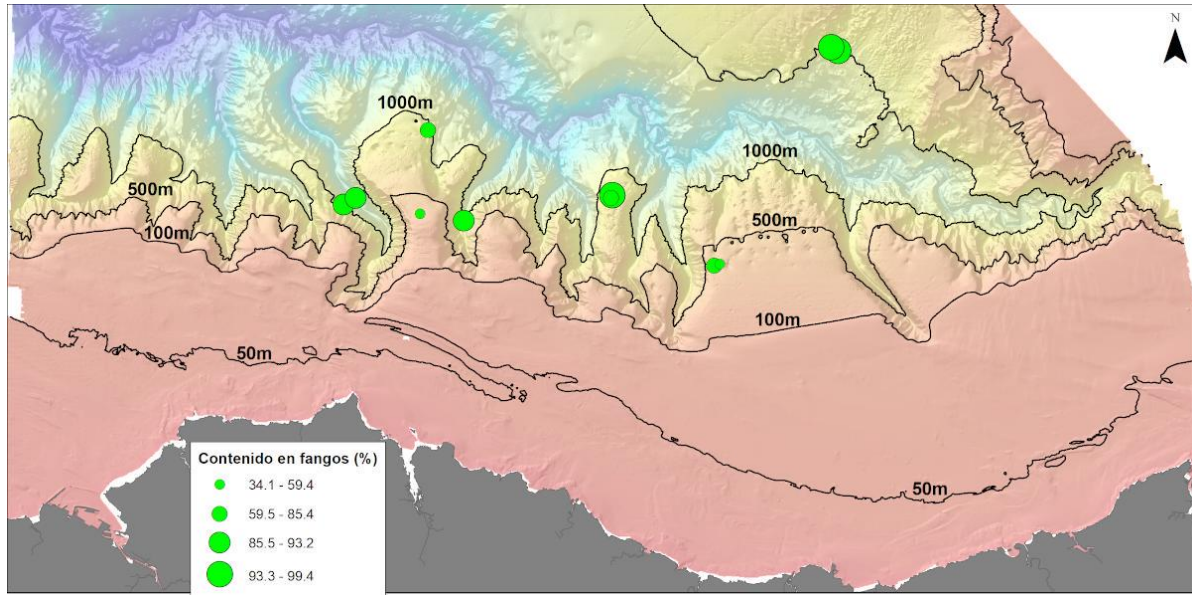 N
1000m
1000m
500m
100m
500m
100m
50m
50m
Contenido en fangos (%)
34.1 - 59.4
59.5 - 85.4
85.5 - 93.2
93.3 - 99.4